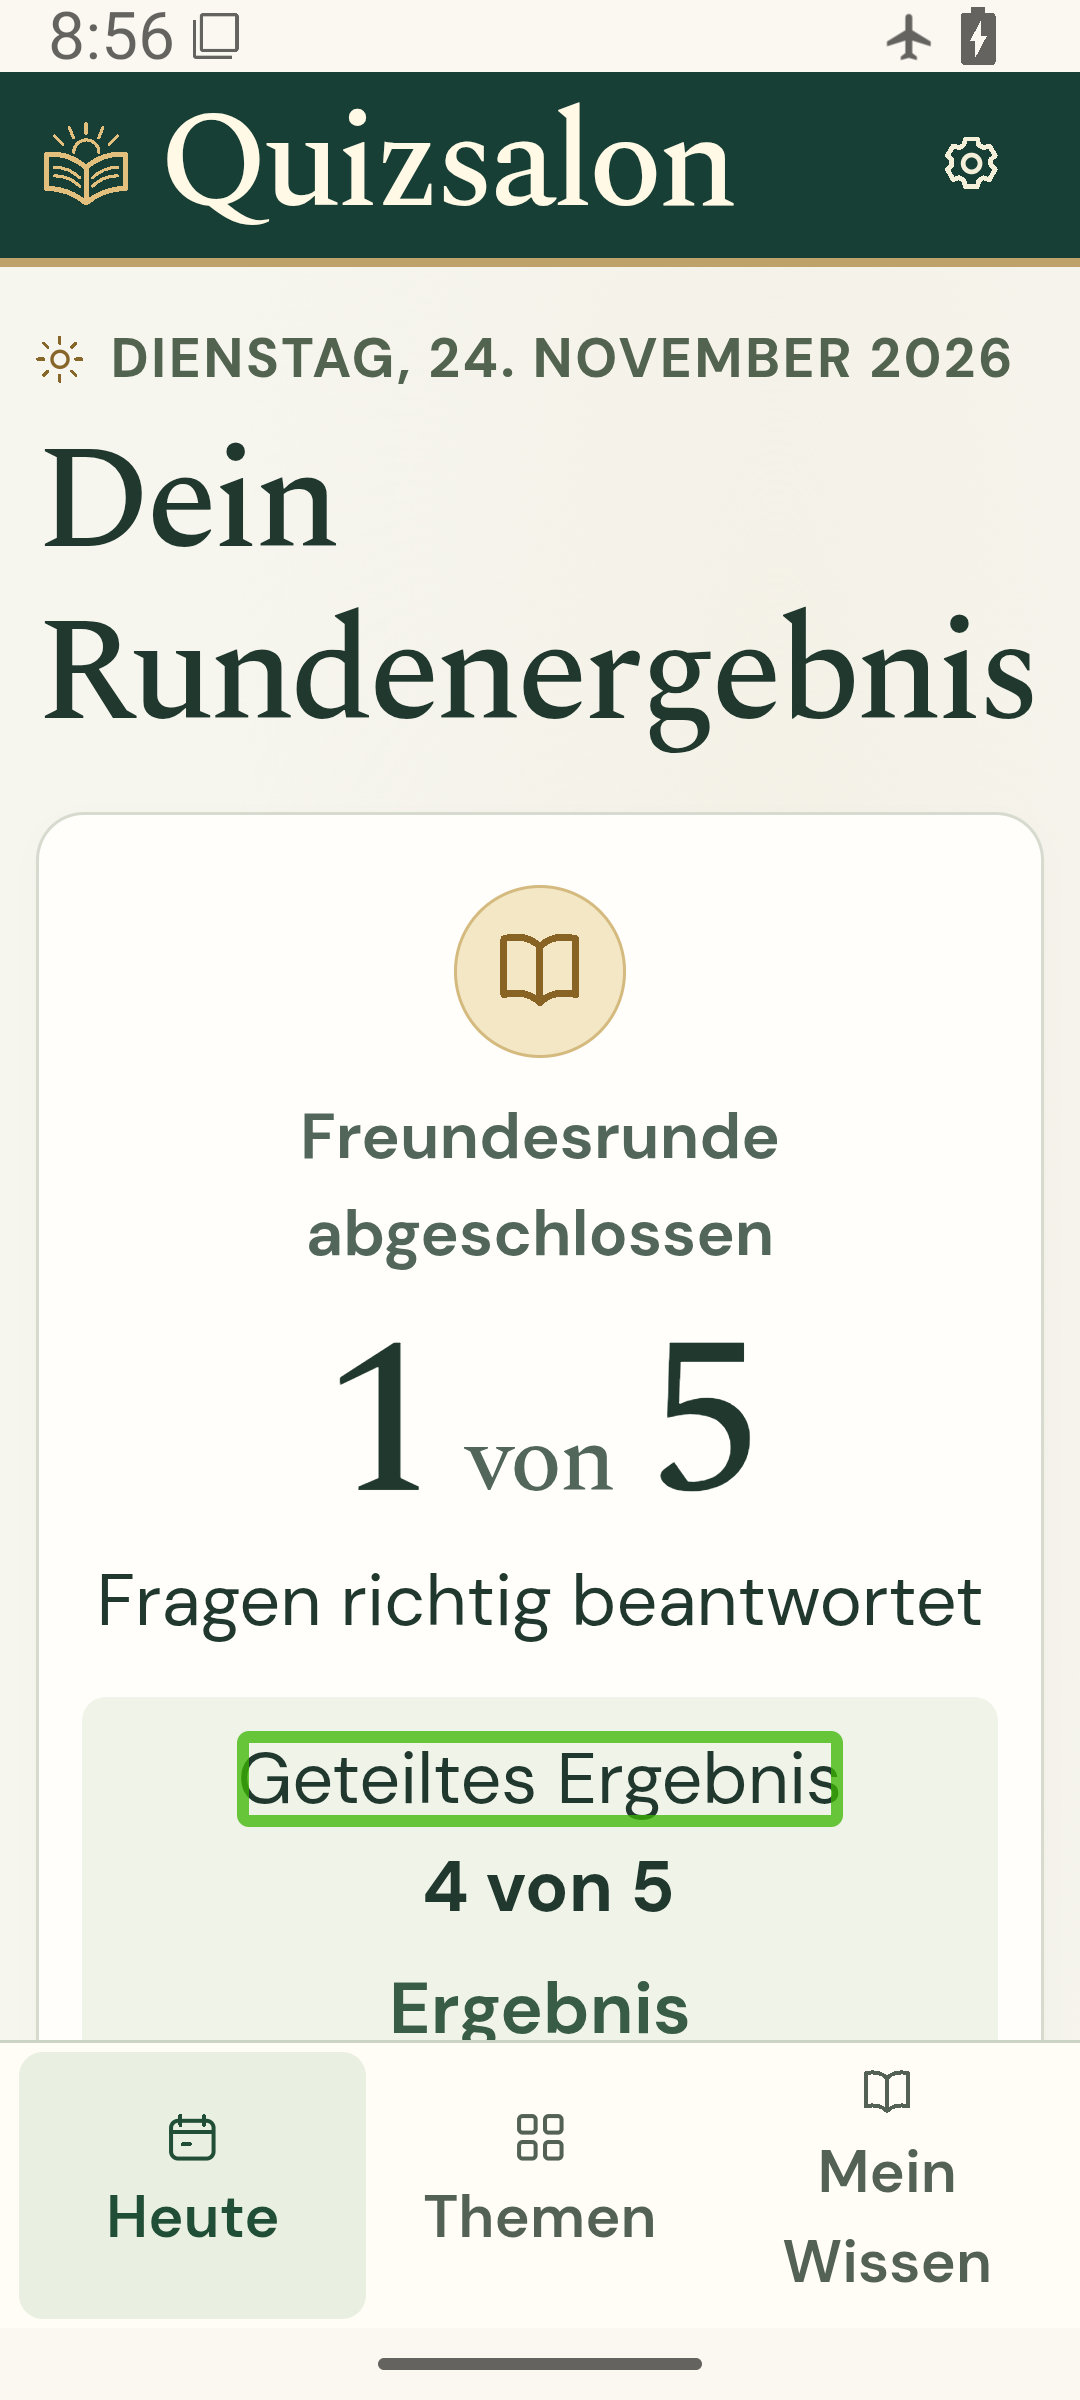 8:56
Quizsalon
DIENSTAG, 24. NOVEMBER 2026
Dein
Rundenergebnis
Freundesrunde
abgeschlossen
1 von 5
Fragen richtig beantwortet
Geteiltes Ergebnis
4 von 5
Ergebnis
Heute
Themen
Mein
Wissen